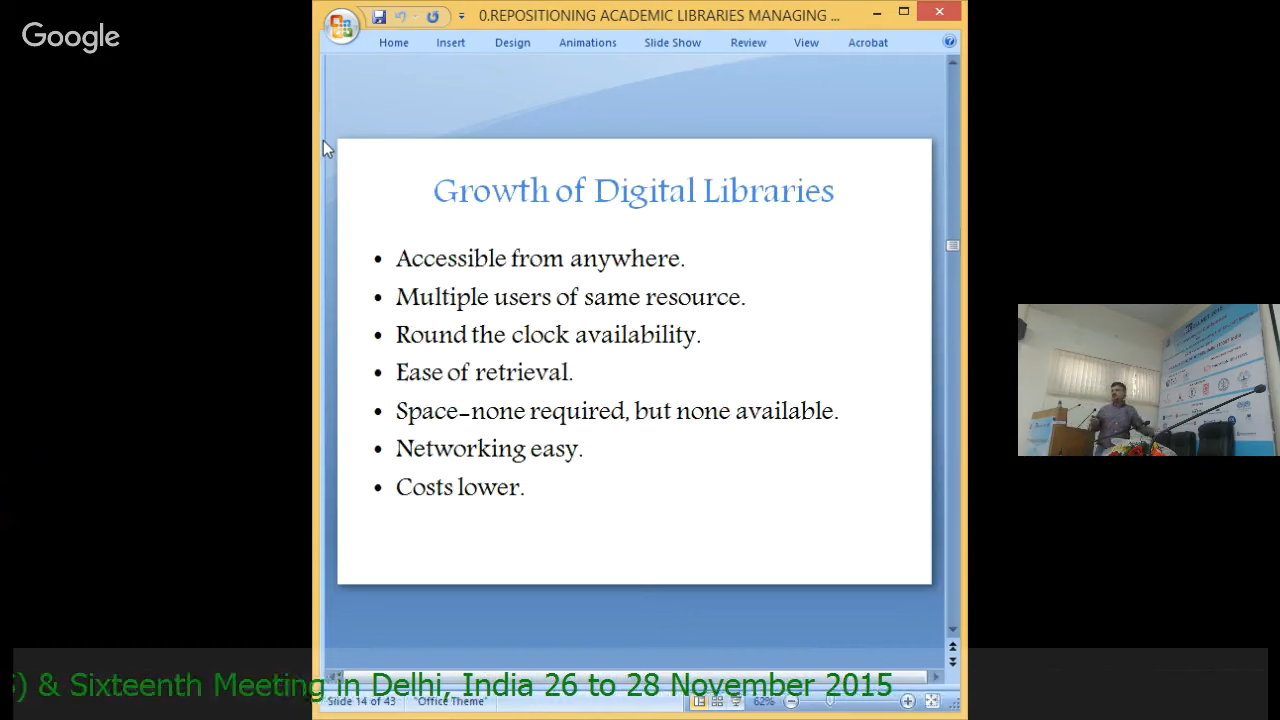 Google
0.REPOSITIONING ACADEMIC LIBRARIES MANAGING ...
Home Insert Design Animations Slide Show Review View Acrobat
Growth of Digital Libraries
• Accessible from anywhere.
• Multiple users of same resource.
• Round the clock availability.
• Ease of retrieval.
• Space-none required, but none available.
• Networking easy.
• Costs lower.
) & Sixteenth Meeting in Delhi, India 26 to 28 November 2015
Slide 14 of 43 "Office Theme" 62%